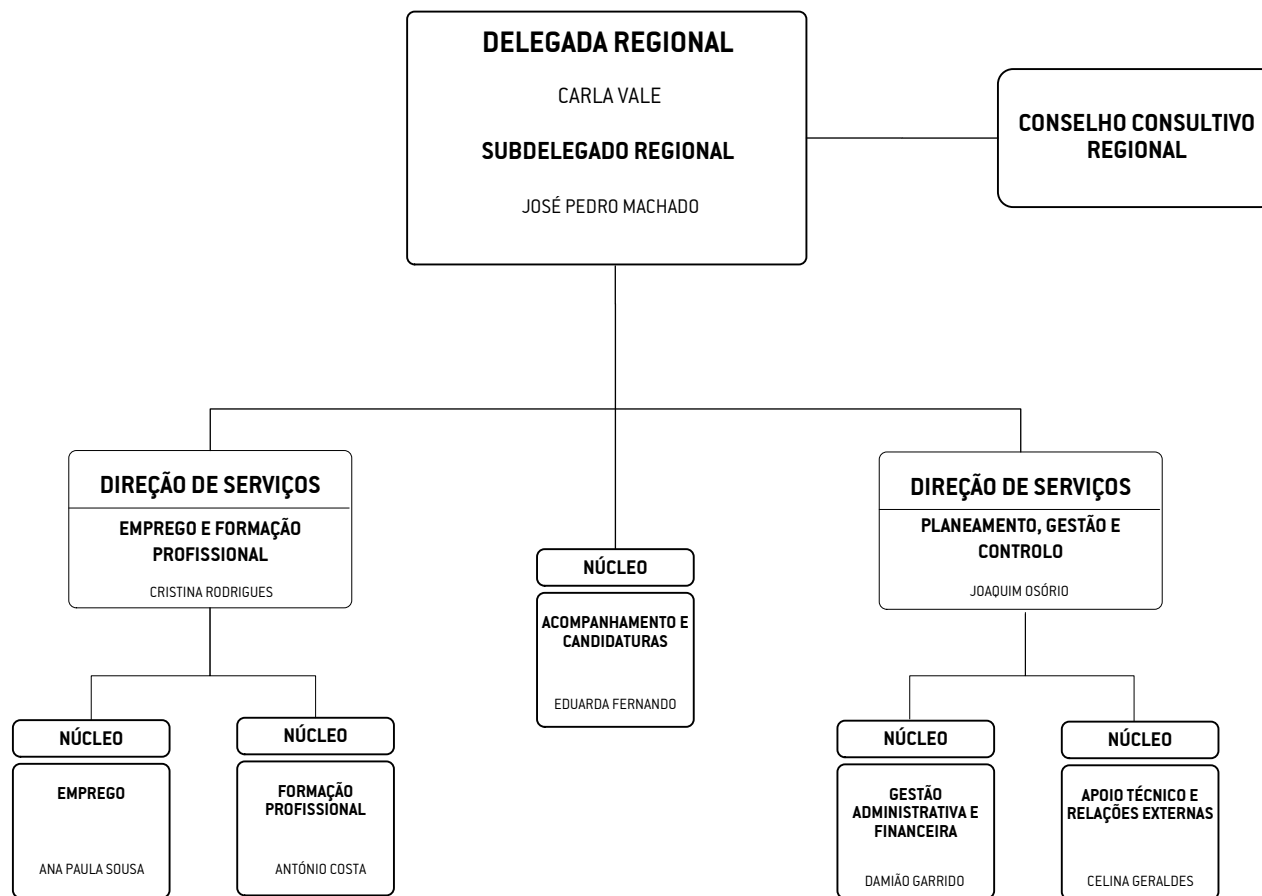 DELEGADA REGIONAL
CARLA VALE
SUBDELEGADO REGIONAL
JOSÉ PEDRO MACHADO
CONSELHO CONSULTIVO
REGIONAL
DIREÇÃO DE SERVIÇOS
EMPREGO E FORMAÇÃO
PROFISSIONAL
CRISTINA RODRIGUES
NÚCLEO
ACOMPANHAMENTO E
CANDIDATURAS
EDUARDA FERNANDO
DIREÇÃO DE SERVIÇOS
PLANEAMENTO, GESTÃO E
CONTROLO
JOAQUIM OSÓRIO
NÚCLEO
EMPREGO
ANA PAULA SOUSA
NÚCLEO
FORMAÇÃO
PROFISSIONAL
ANTÓNIO COSTA
NÚCLEO
GESTÃO
ADMINISTRATIVA E
FINANCEIRA
DAMIÃO GARRIDO
NÚCLEO
APOIO TÉCNICO E
RELAÇÕES EXTERNAS
CELINA GERALDES